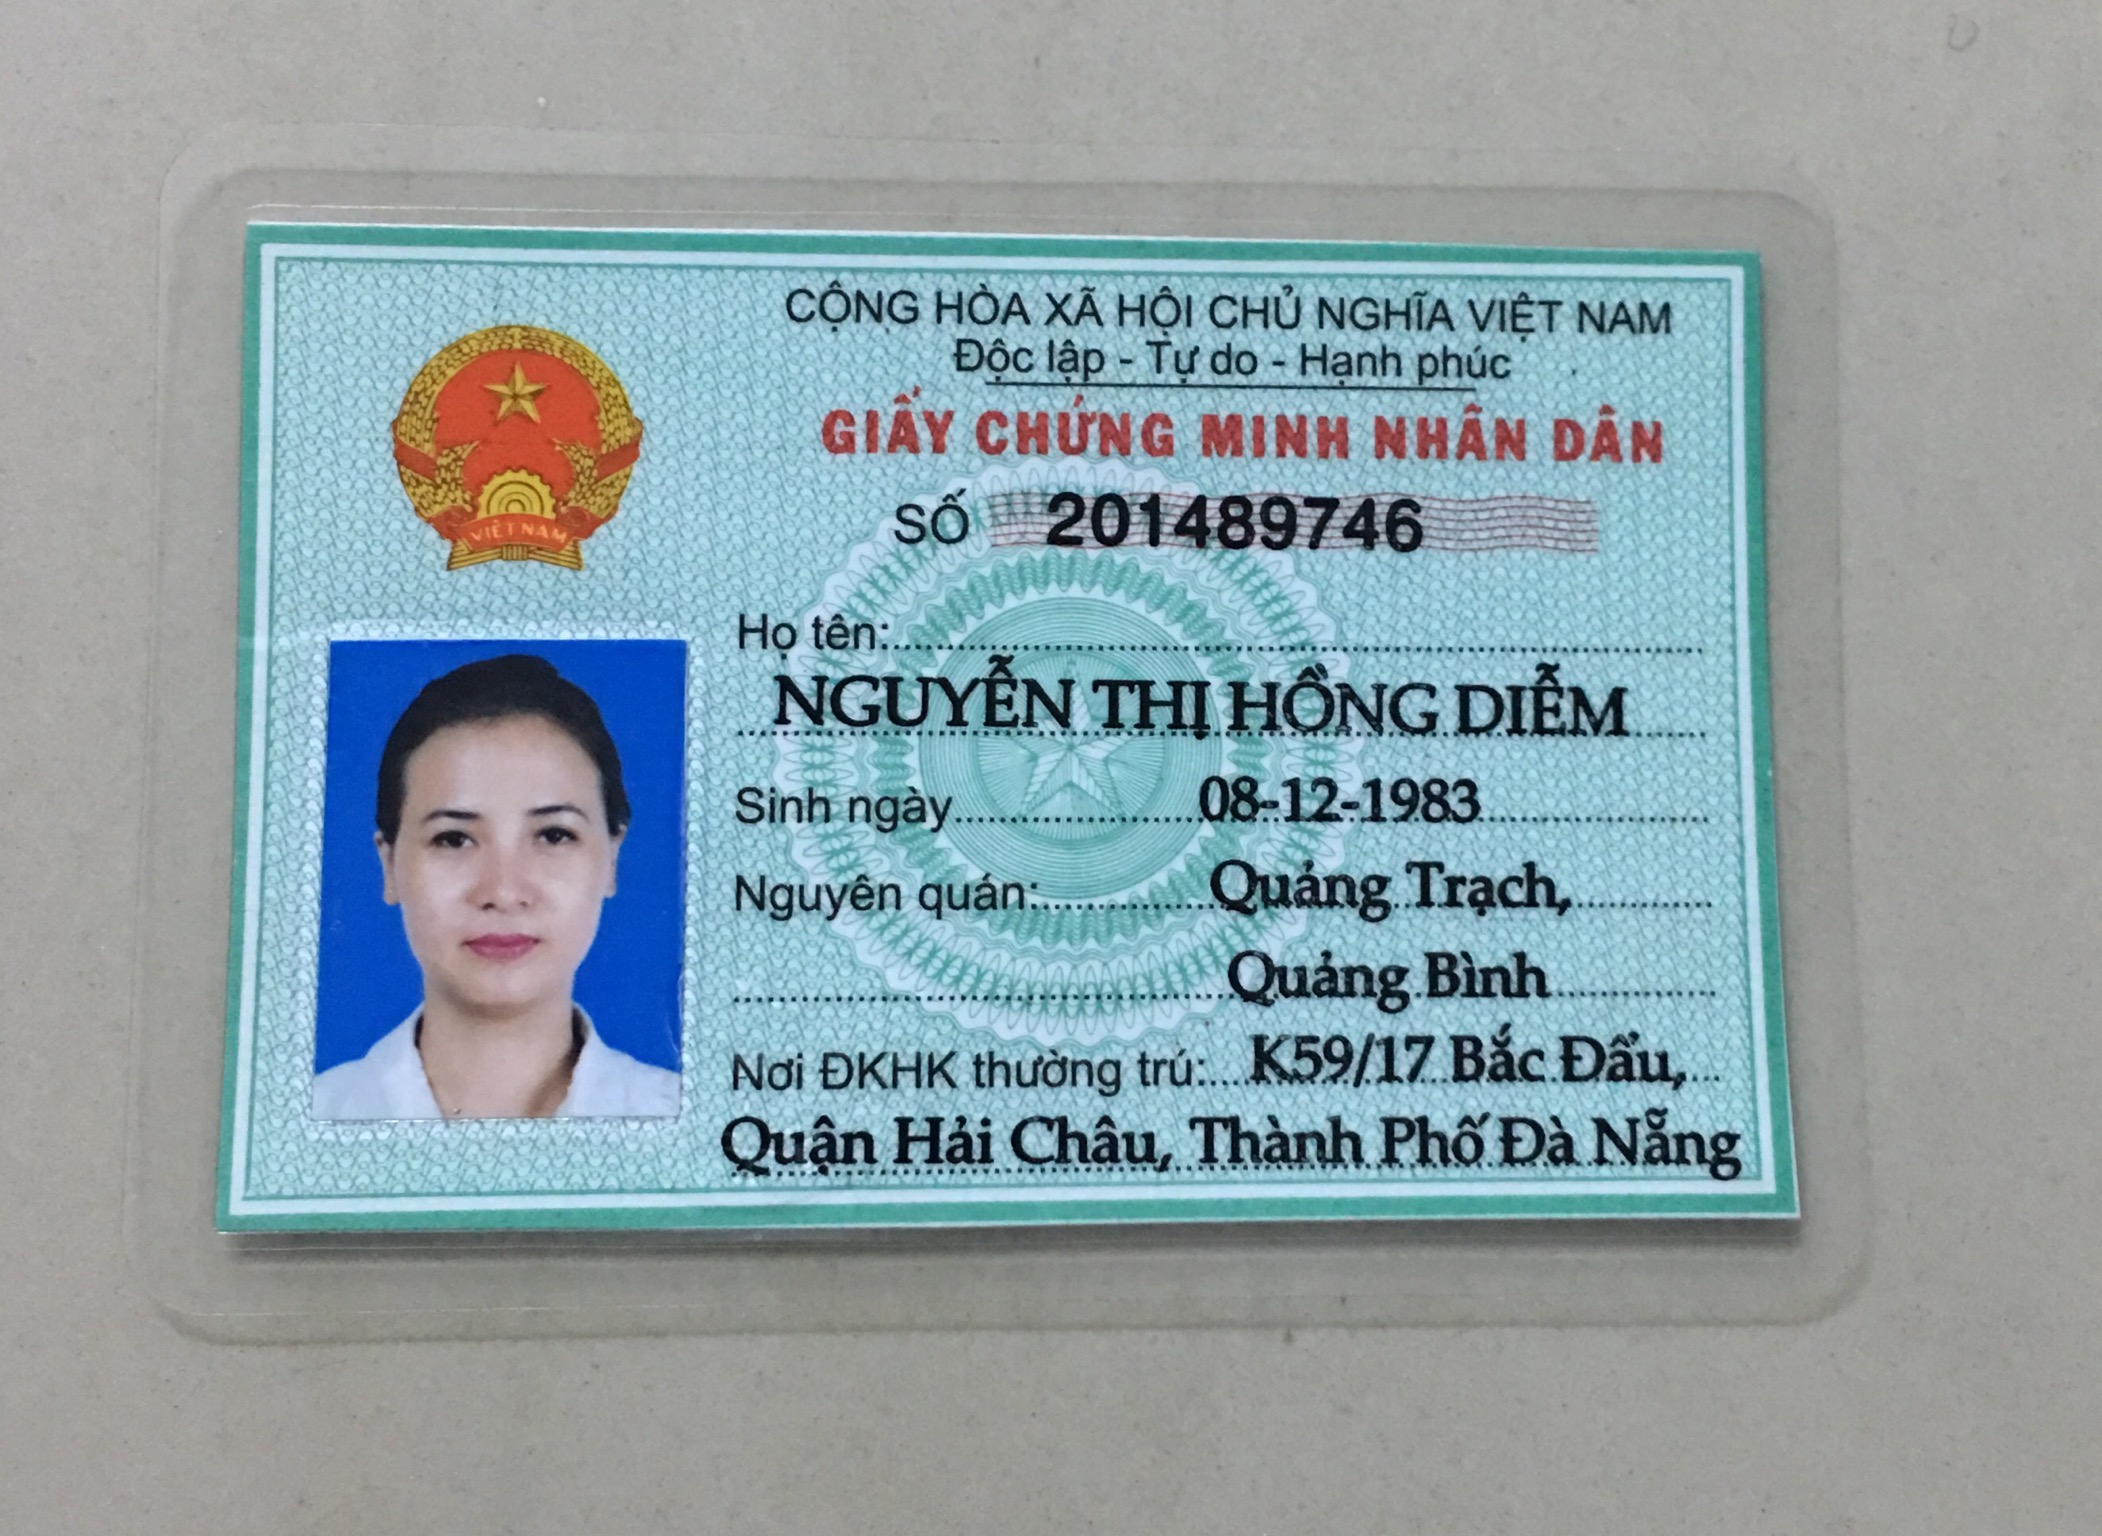 CỘNG HÒA XÃ HỘI CHỦ NGHĨA VIỆT NAM
Độc lập - Tự do - Hạnh phúc
GIẤY CHỨNG MINH NHÂN DÂN
SỐ 201489746
VIỆT NAM
Họ tên:
NGUYỄN THỊ HỒNG DIỄM
Sinh ngày 08-12-1983
Nguyên quán: Quảng Trạch,
Quảng Bình
Nơi ĐKHK thường trú: K59/17 Bắc Đẩu,
Quận Hải Châu, Thành Phố Đà Nẵng